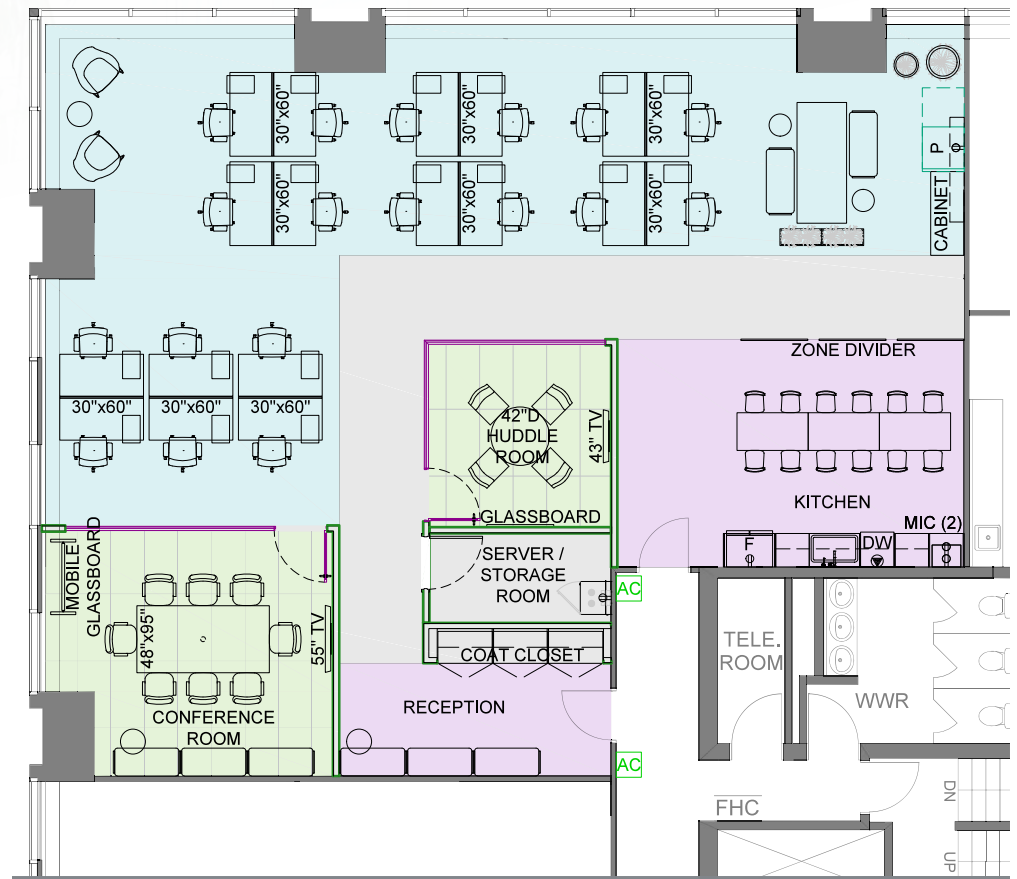 30"x60"
30"x60"
30"x60"
30"x60"
30"x60"
30"x60"
P
CABINET
ZONE DIVIDER
30"x60"
30"x60"
30"x60"
42"D
HUDDLE
ROOM
43" TV
GLASSBOARD
KITCHEN
MIC (2)
F
DW
MOBILE
GLASSBOARD
SERVER /
STORAGE
ROOM
AC
48"x95"
55" TV
COAT CLOSET
TELE.
ROOM
WWR
CONFERENCE
ROOM
RECEPTION
AC
FHC
DN
UP